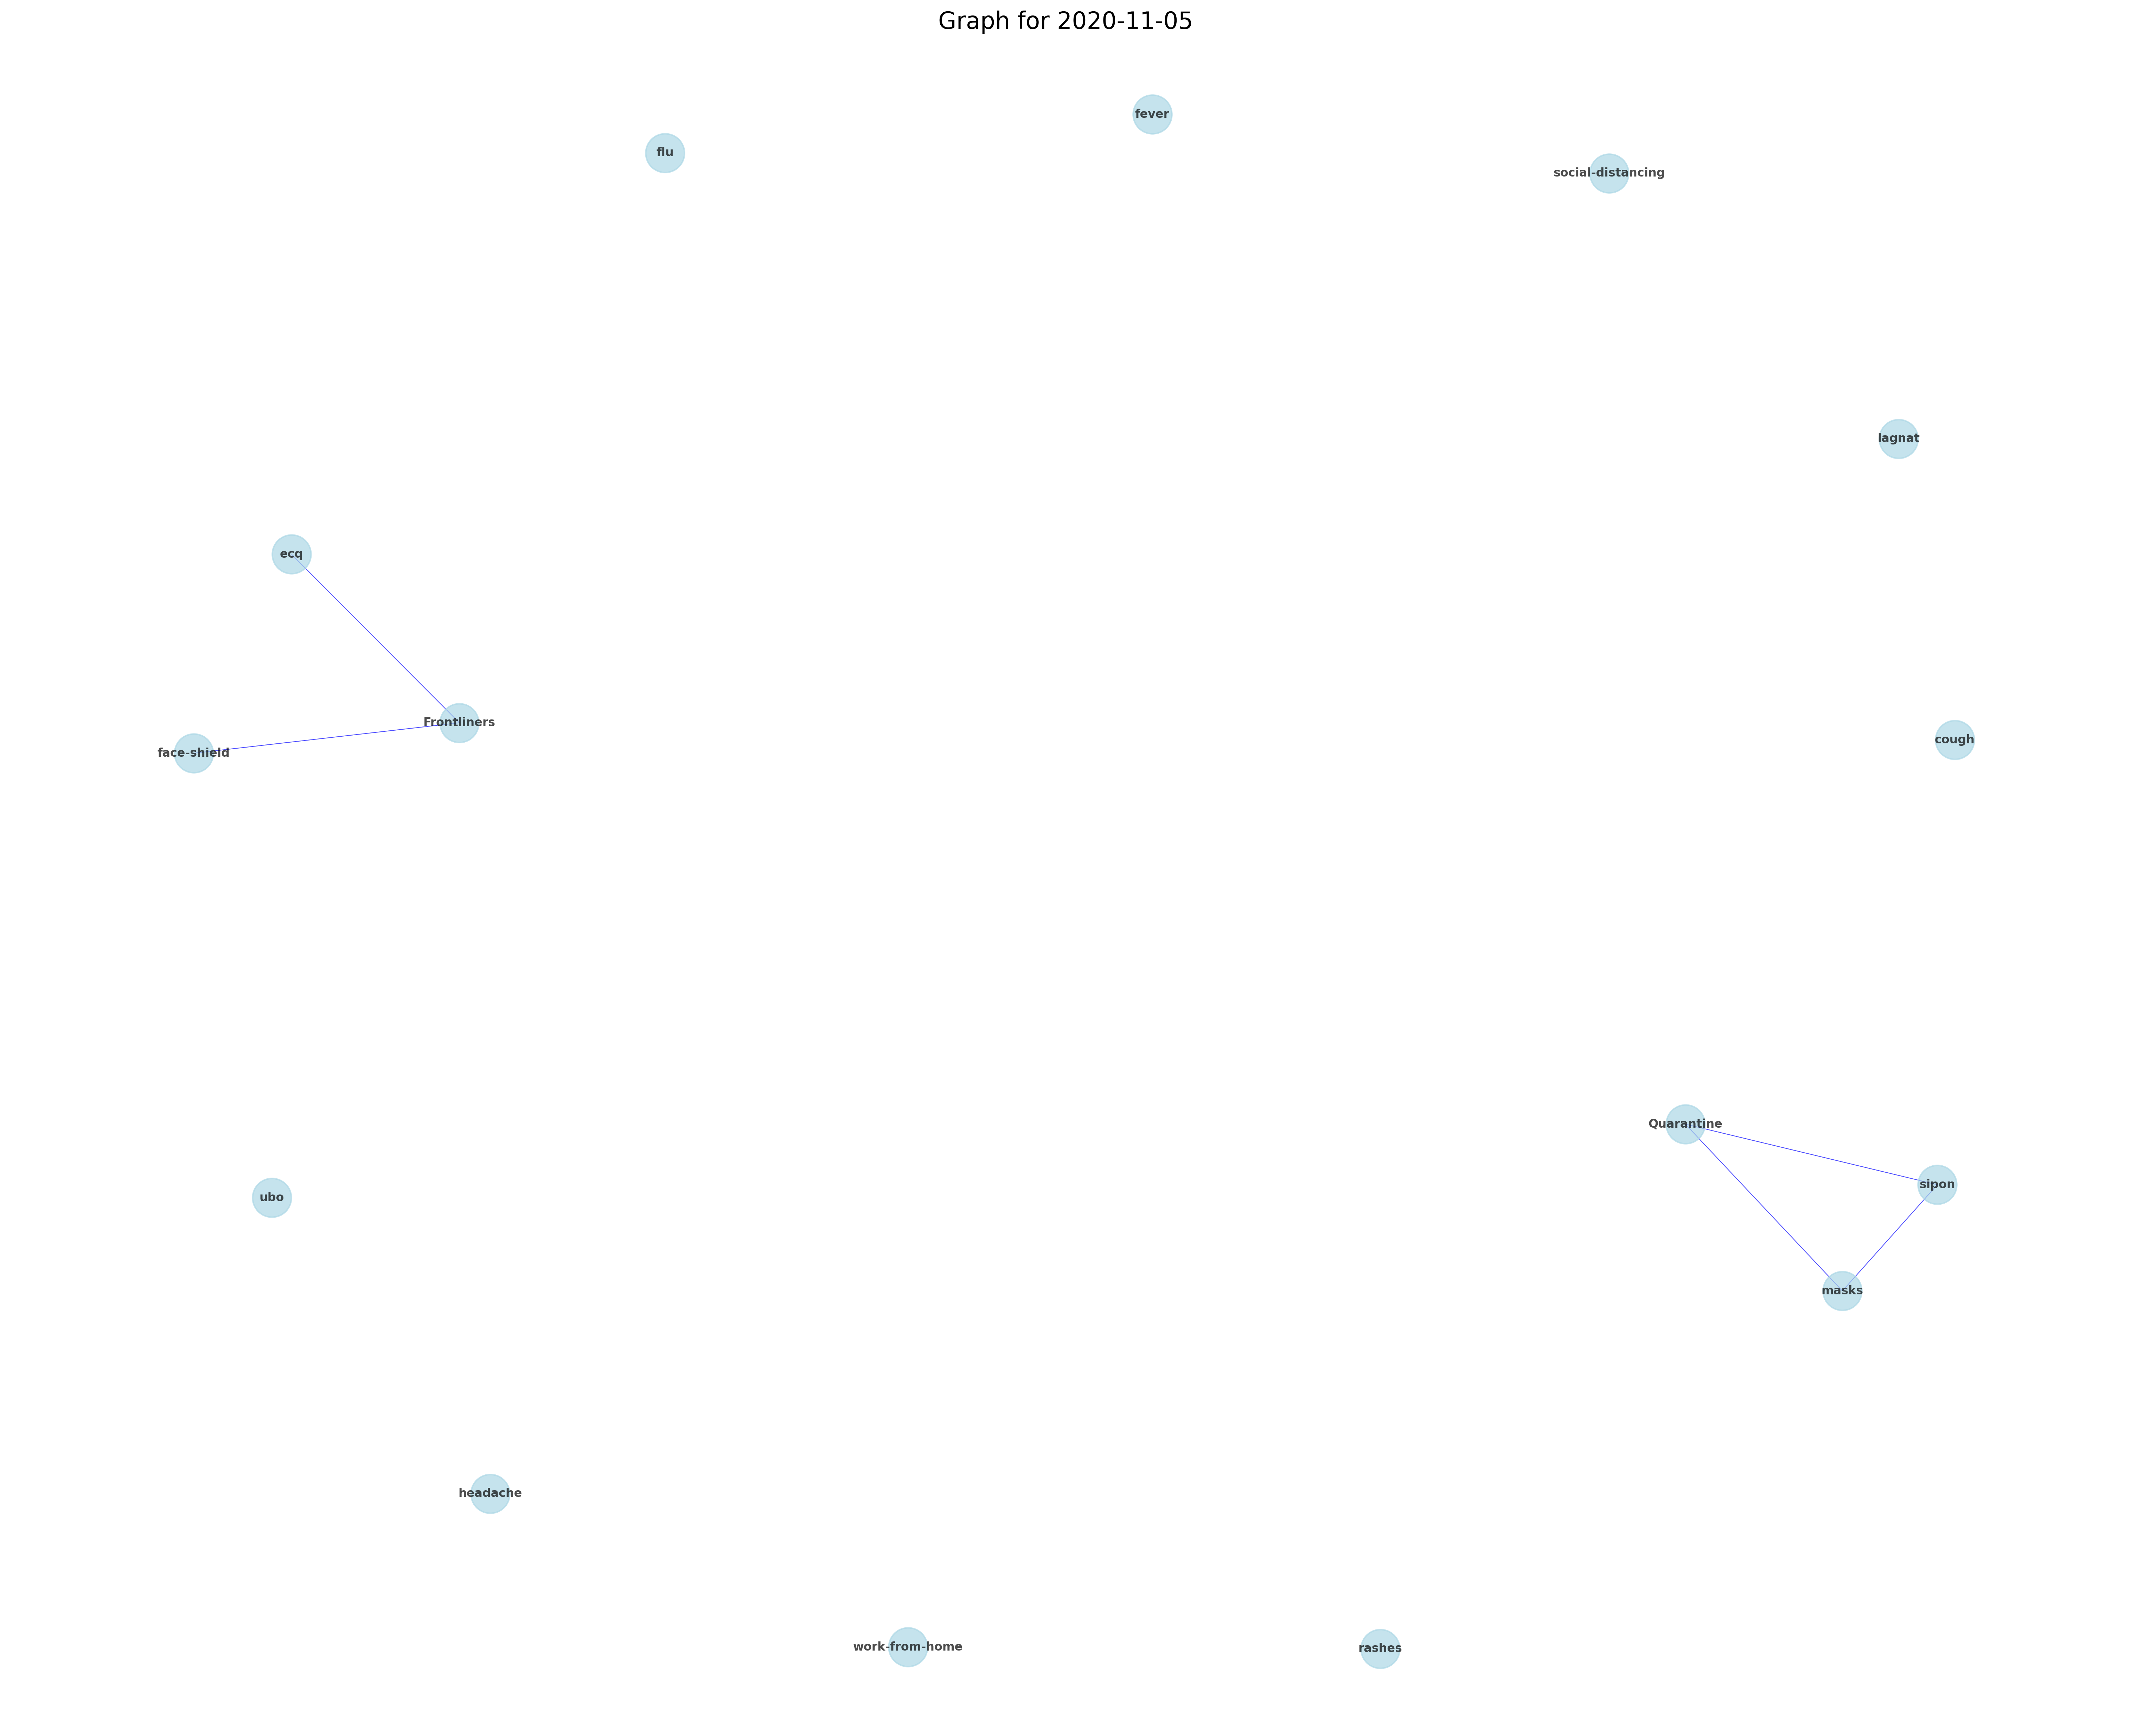 Graph for 2020-11-05
fever
flu
social-distancing
lagnat
ecq
Frontliners
cough
face-shield
Quarantine
sipon
ubo
masks
headache
work-from-home
rashes